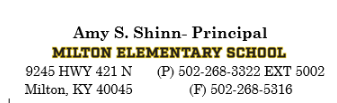 Amy S. Shinn- Principal
MILTON ELEMENTARY SCHOOL
9245 HWY 421 N (P) 502-268-3322 EXT 5002
Milton, KY 40045 (F) 502-268-5316